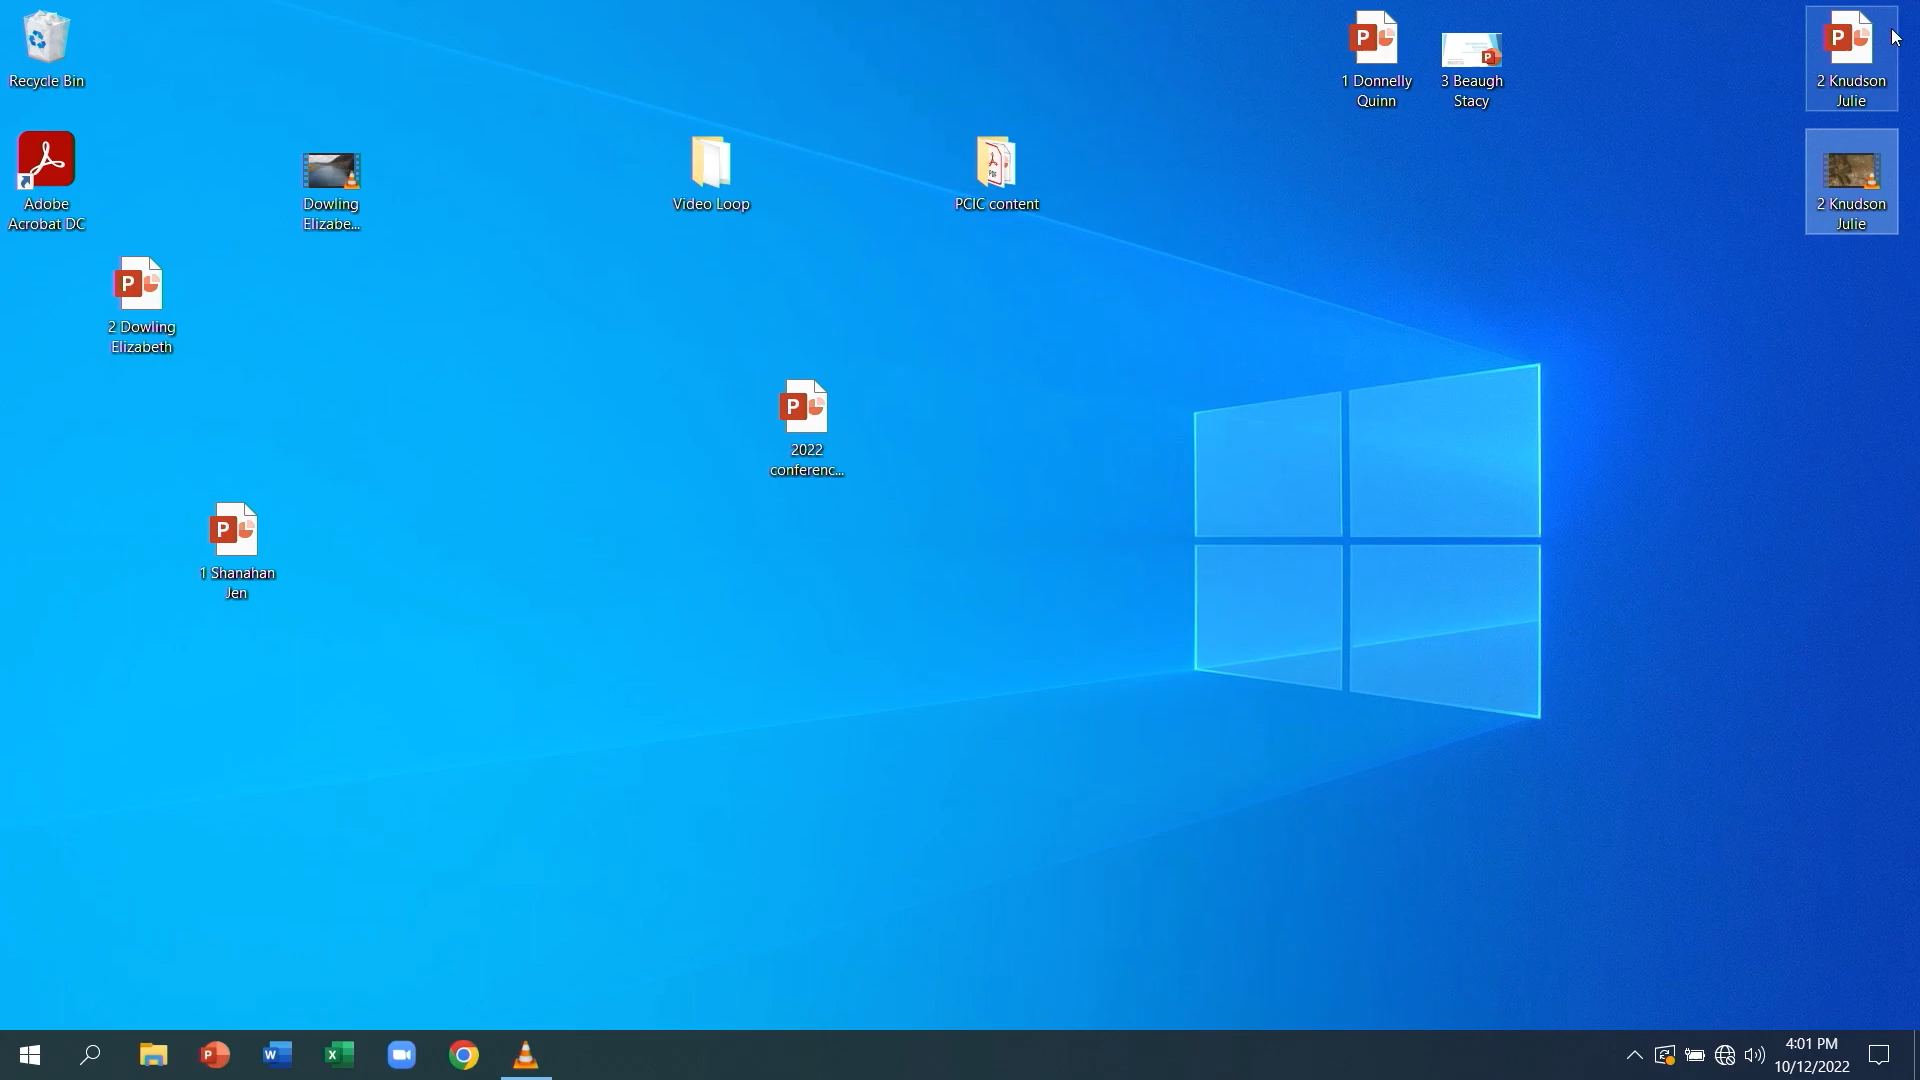 Recycle Bin
1 Donnelly
Quinn
3 Beaugh
Stacy
2 Knudson
Julie
Adobe
Acrobat DC
Dowling
Elizabe...
Video Loop
PDF
PCIC content
2 Knudson
Julie
2 Dowling
Elizabeth
2022
conferenc...
1 Shanahan
Jen
4:01 PM
10/12/2022